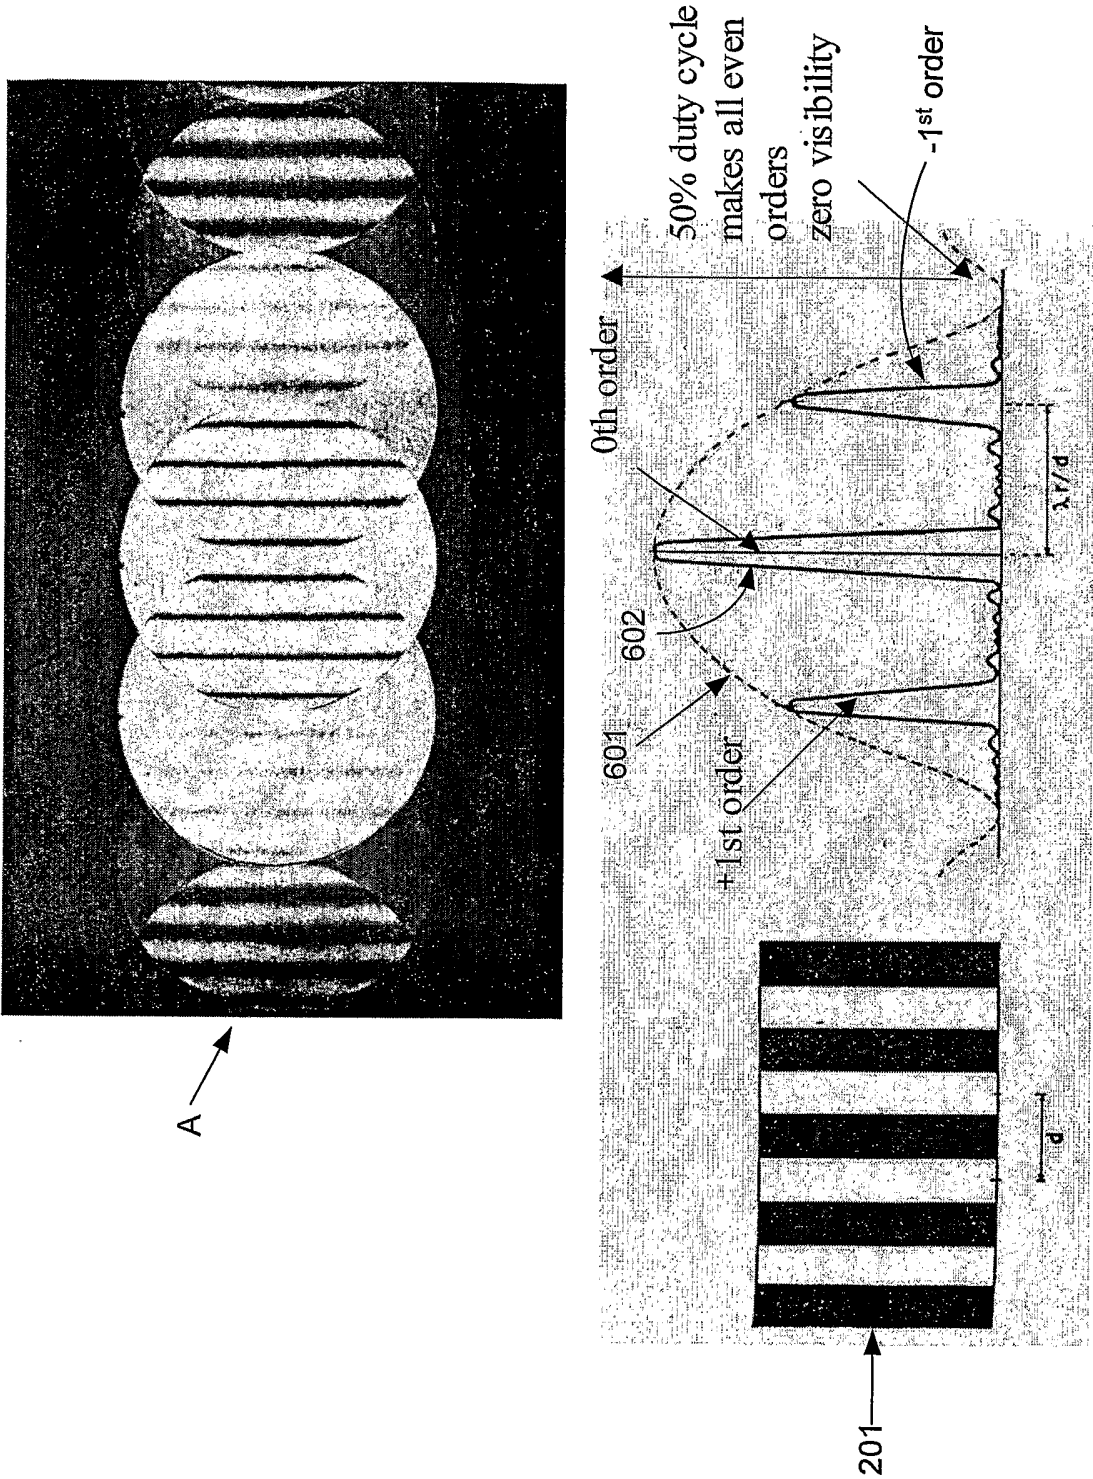 A
50% duty cycle
makes all even
orders
zero visibility
-1st order
0th order
602
601
+1st order
λr/d
d
201